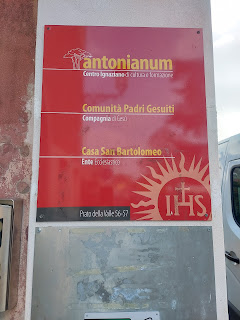 antonianum
Centro Ignaziano di cultura e formazione
Comunità Padri Gesuiti
Compagnia di Gesù
Casa San Bartolomeo
Ente Ecclesiastico
IHS
Prato della Valle 56-57